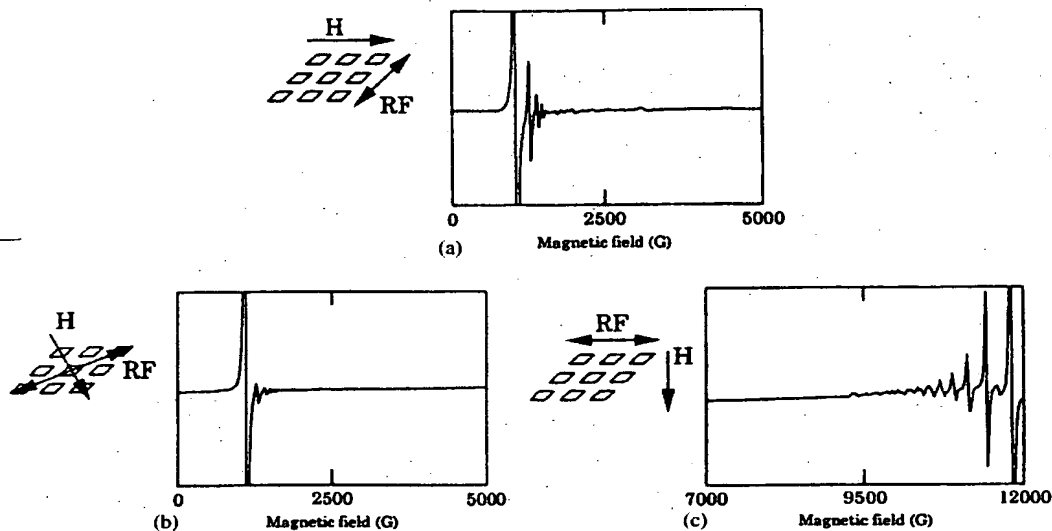 H
RF
0 2500 5000
Magnetic field (G)
(a)
H
RF
0 2500 5000
Magnetic field (G)
(b)
RF
H
7000 9500 12000
Magnetic field (G)
(c)